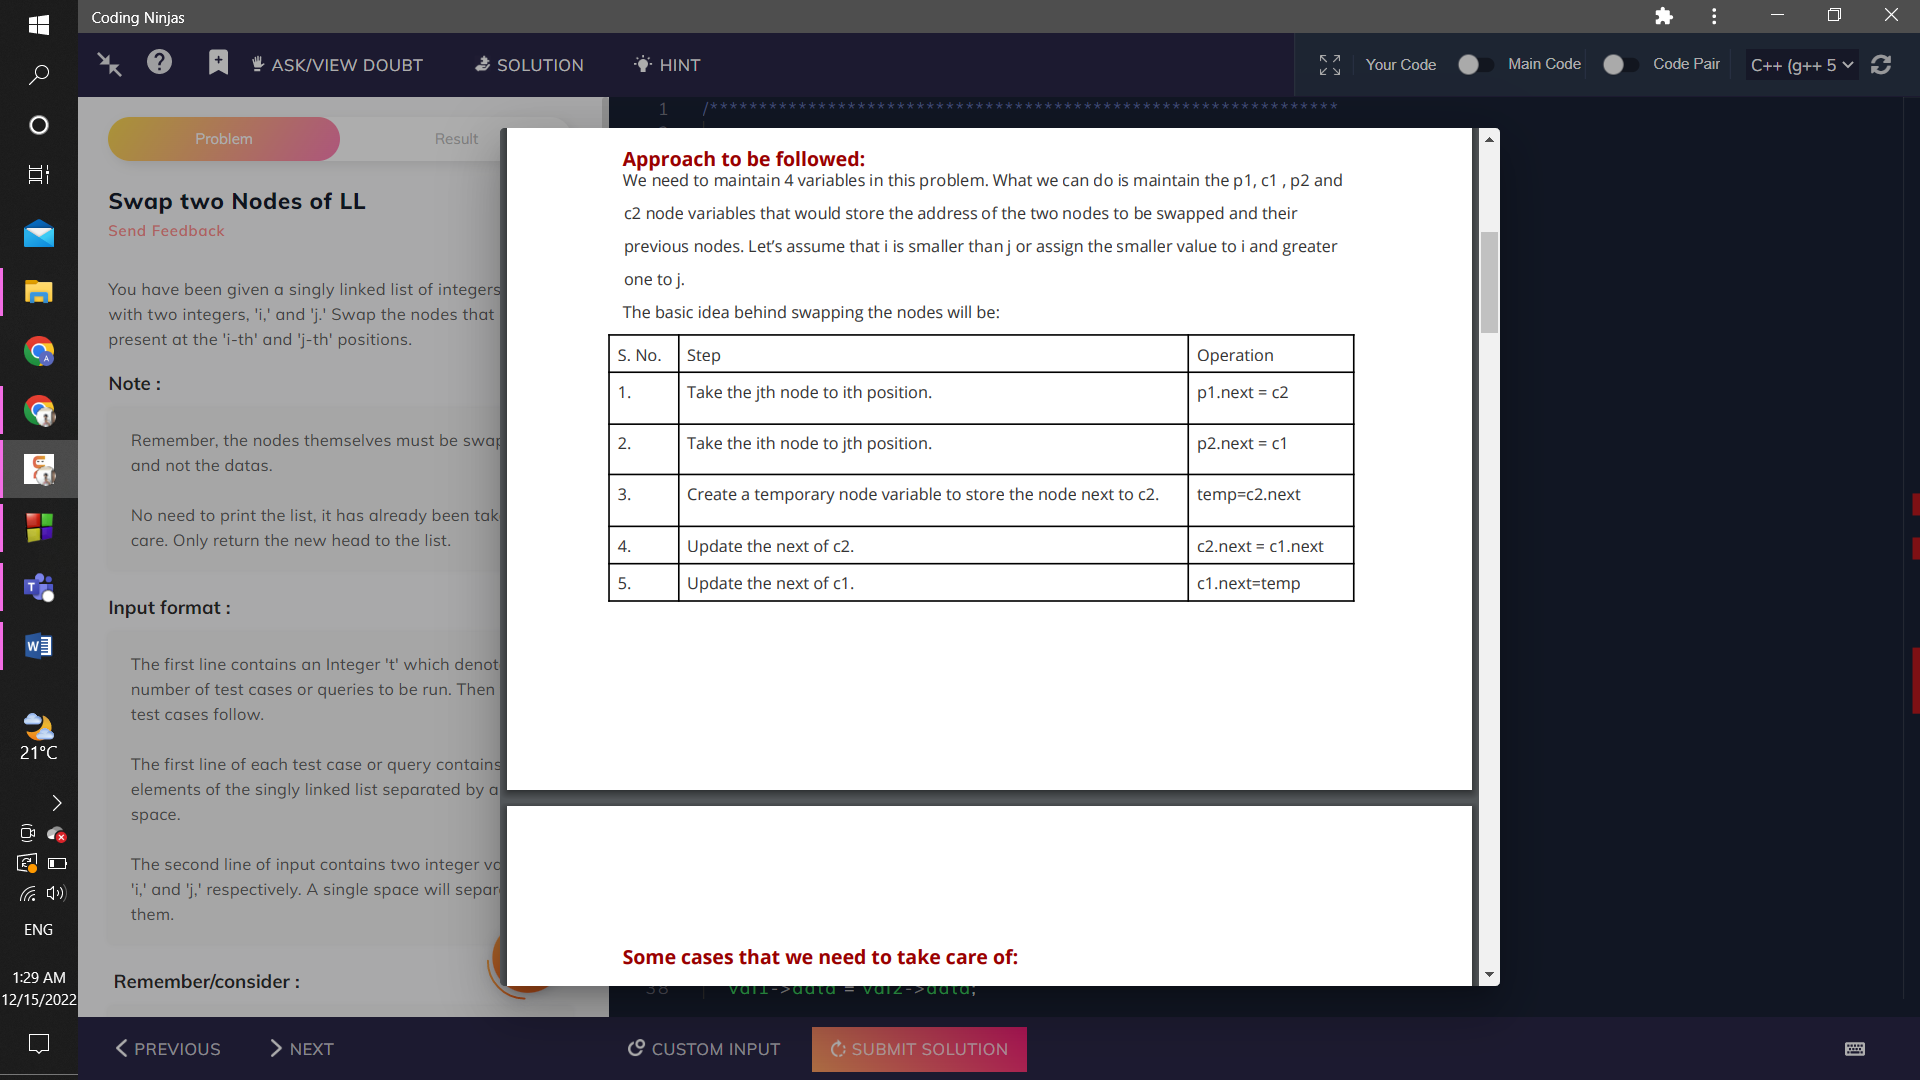 Coding Ninjas
ASK/VIEW DOUBT
SOLUTION
HINT
Your Code
Main Code
Code Pair
C++ (g++ 5
Problem
Result
Swap two Nodes of LL
Send Feedback
You have been given a singly linked list of integers
with two integers, 'i,' and 'j.' Swap the nodes that
present at the 'i-th' and 'j-th' positions.
Note :
Remember, the nodes themselves must be swap
and not the datas.
No need to print the list, it has already been tak
care. Only return the new head to the list.
Input format :
The first line contains an Integer 't' which denot
number of test cases or queries to be run. Then
test cases follow.
The first line of each test case or query contains
elements of the singly linked list separated by a
space.
The second line of input contains two integer va
'i,' and 'j,' respectively. A single space will separ
them.
Remember/consider :
1 /****************************************************************
Approach to be followed:
We need to maintain 4 variables in this problem. What we can do is maintain the p1, c1 , p2 and
c2 node variables that would store the address of the two nodes to be swapped and their
previous nodes. Let's assume that i is smaller than j or assign the smaller value to i and greater
one to j.
The basic idea behind swapping the nodes will be:
S. No. Step Operation
1. Take the jth node to ith position. p1.next = c2
2. Take the ith node to jth position. p2.next = c1
3. Create a temporary node variable to store the node next to c2. temp=c2.next
4. Update the next of c2. c2.next = c1.next
5. Update the next of c1. c1.next=temp
Some cases that we need to take care of:
38 val1->data = val2->data;
PREVIOUS
NEXT
CUSTOM INPUT
SUBMIT SOLUTION
21°C
ENG
1:29 AM
12/15/2022